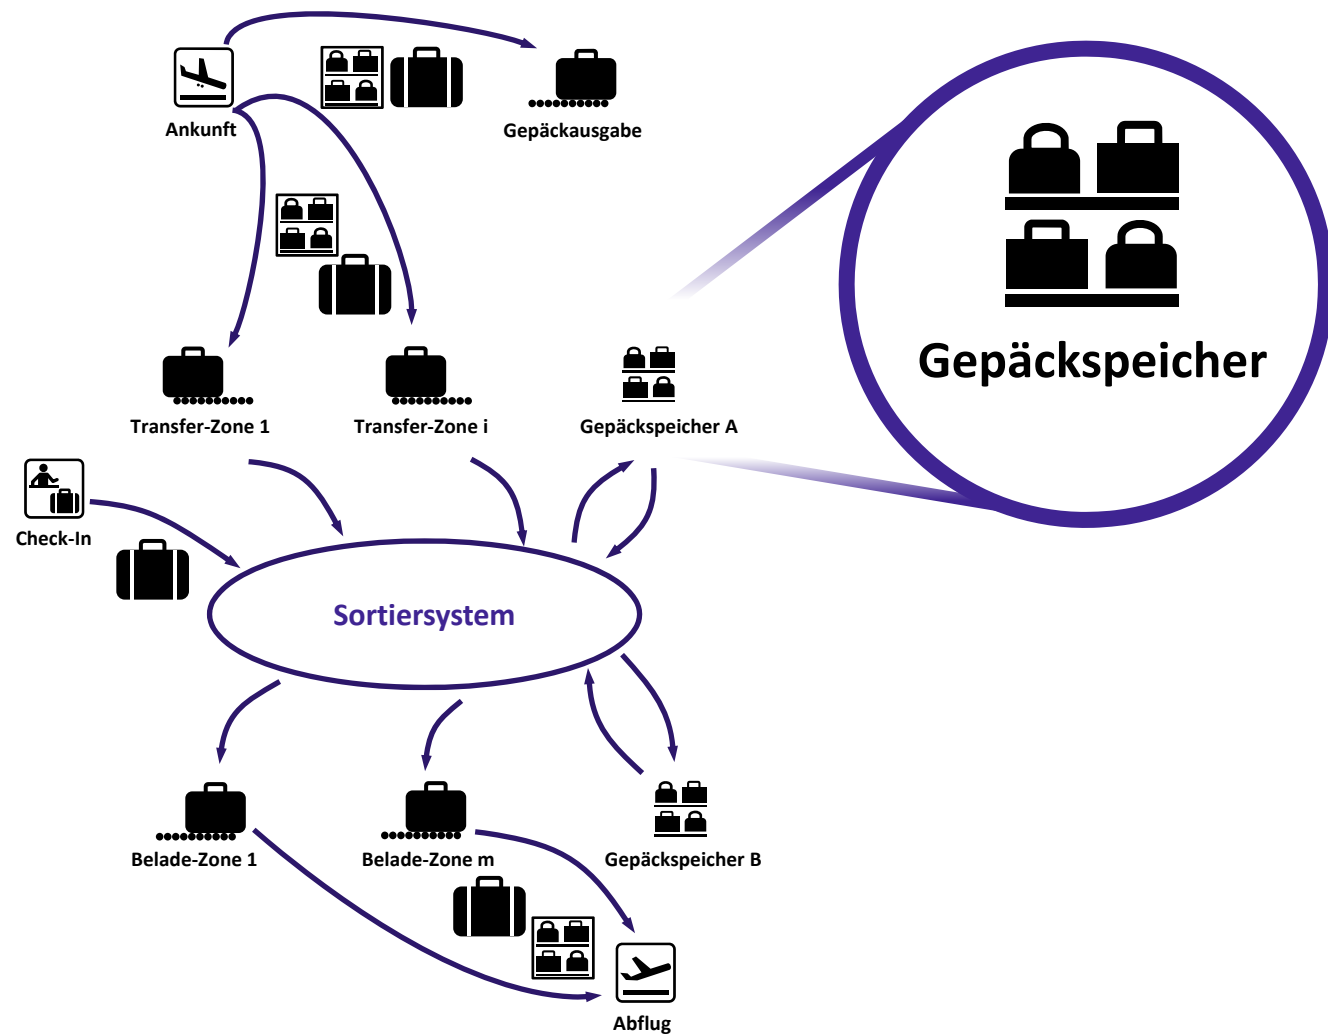 Ankunft
Gepäckausgabe
Gepäckspeicher
Transfer-Zone 1
Transfer-Zone i
Gepäckspeicher A
Check-In
Sortiersystem
Belade-Zone 1
Belade-Zone m
Gepäckspeicher B
Abflug